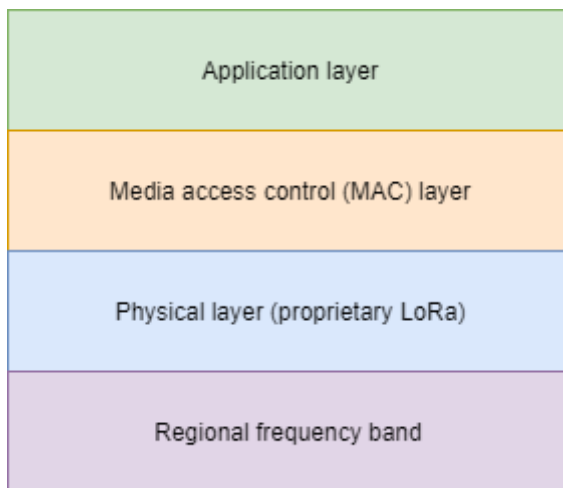 Application layer
Media access control (MAC) layer
Physical layer (proprietary LoRa)
Regional frequency band